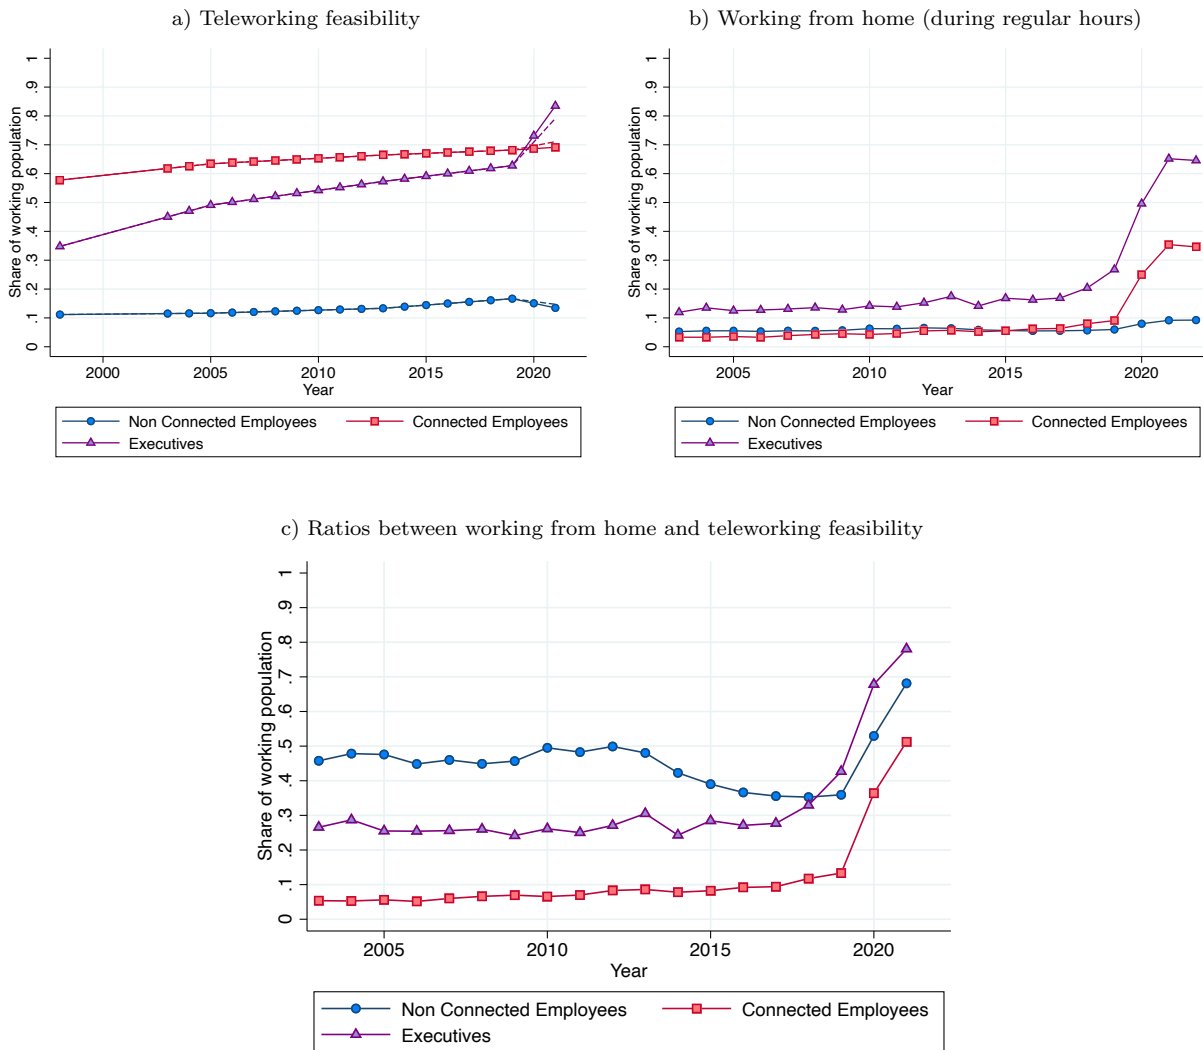 a) Teleworking feasibility
Share of working population
1
.9
.8
.7
.6
.5
.4
.3
.2
.1
0
2000 2005 2010 2015 2020
Year
Non Connected Employees Connected Employees
Executives
b) Working from home (during regular hours)
Share of working population
1
.9
.8
.7
.6
.5
.4
.3
.2
.1
0
2005 2010 2015 2020
Year
Non Connected Employees Connected Employees
Executives
c) Ratios between working from home and teleworking feasibility
Share of working population
1
.9
.8
.7
.6
.5
.4
.3
.2
.1
0
2005 2010 2015 2020
Year
Non Connected Employees Connected Employees
Executives